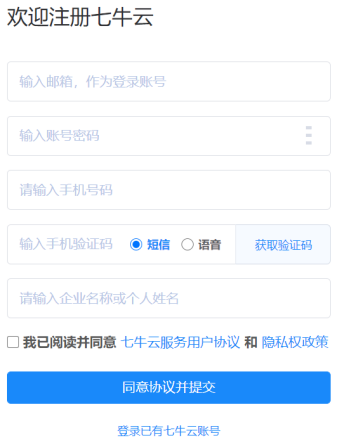 欢迎注册七牛云
输入邮箱，作为登录账号
输入账号密码
请输入手机号码
输入手机验证码 短信 语音 获取验证码
请输入企业名称或个人姓名
我已阅读并同意 七牛云服务用户协议 和 隐私权政策
同意协议并提交
登录已有七牛云账号